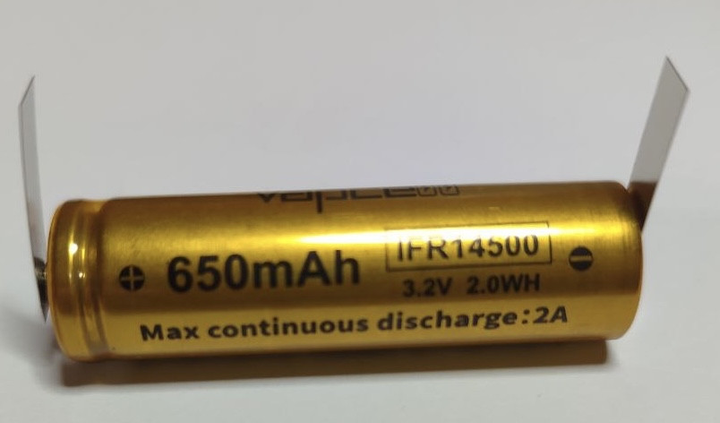 650mAh
IFR14500
3.2V 2.0WH
Max continuous discharge:2A